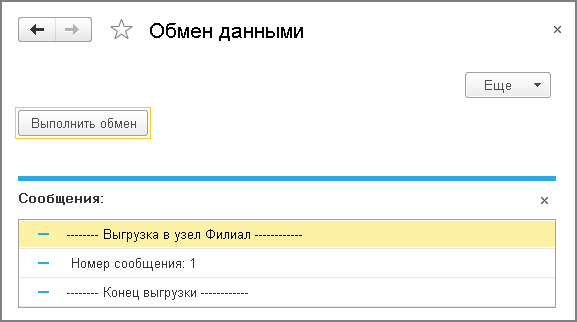 Обмен данными
Еще
Выполнить обмен
Сообщения:
-------- Выгрузка в узел Филиал ------------
Номер сообщения: 1
-------- Конец выгрузки ------------